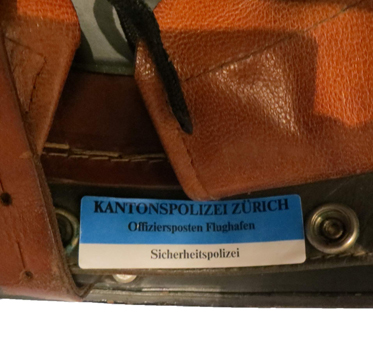 KANTONSPOLIZEI ZÜRICH
Offiziersposten Flughafen
Sicherheitspolizei